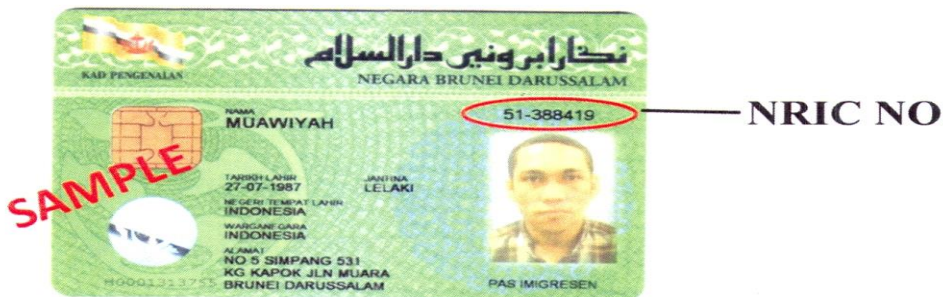 KAD PENGENALAN
نݢارا بروني دارالسلام
NEGARA BRUNEI DARUSSALAM
NAMA
MUAWIYAH
51-388419
NRIC NO
SAMPLE
TARIKH LAHIR
27-07-1987
JANTINA
LELAKI
NEGERI TEMPAT LAHIR
INDONESIA
WARGANEGARA
INDONESIA
ALAMAT
NO 5 SIMPANG 531
KG KAPOK JLN MUARA
BRUNEI DARUSSALAM
H0001313755
PAS IMIGRESEN